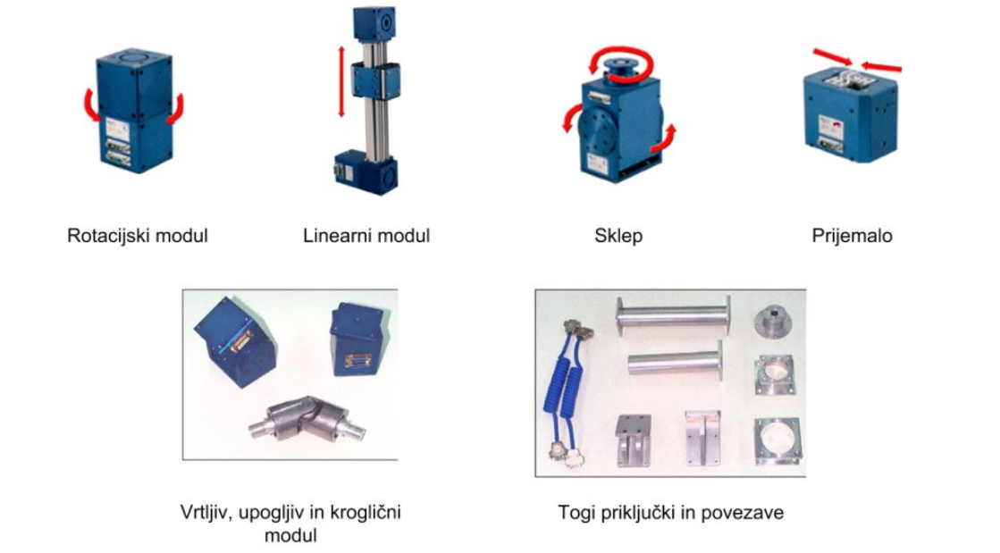 Rotacijski modul
Linearni modul
Sklep
Prijemalo
Vrtljiv, upogljiv in kroglični
modul
Togi priključki in povezave